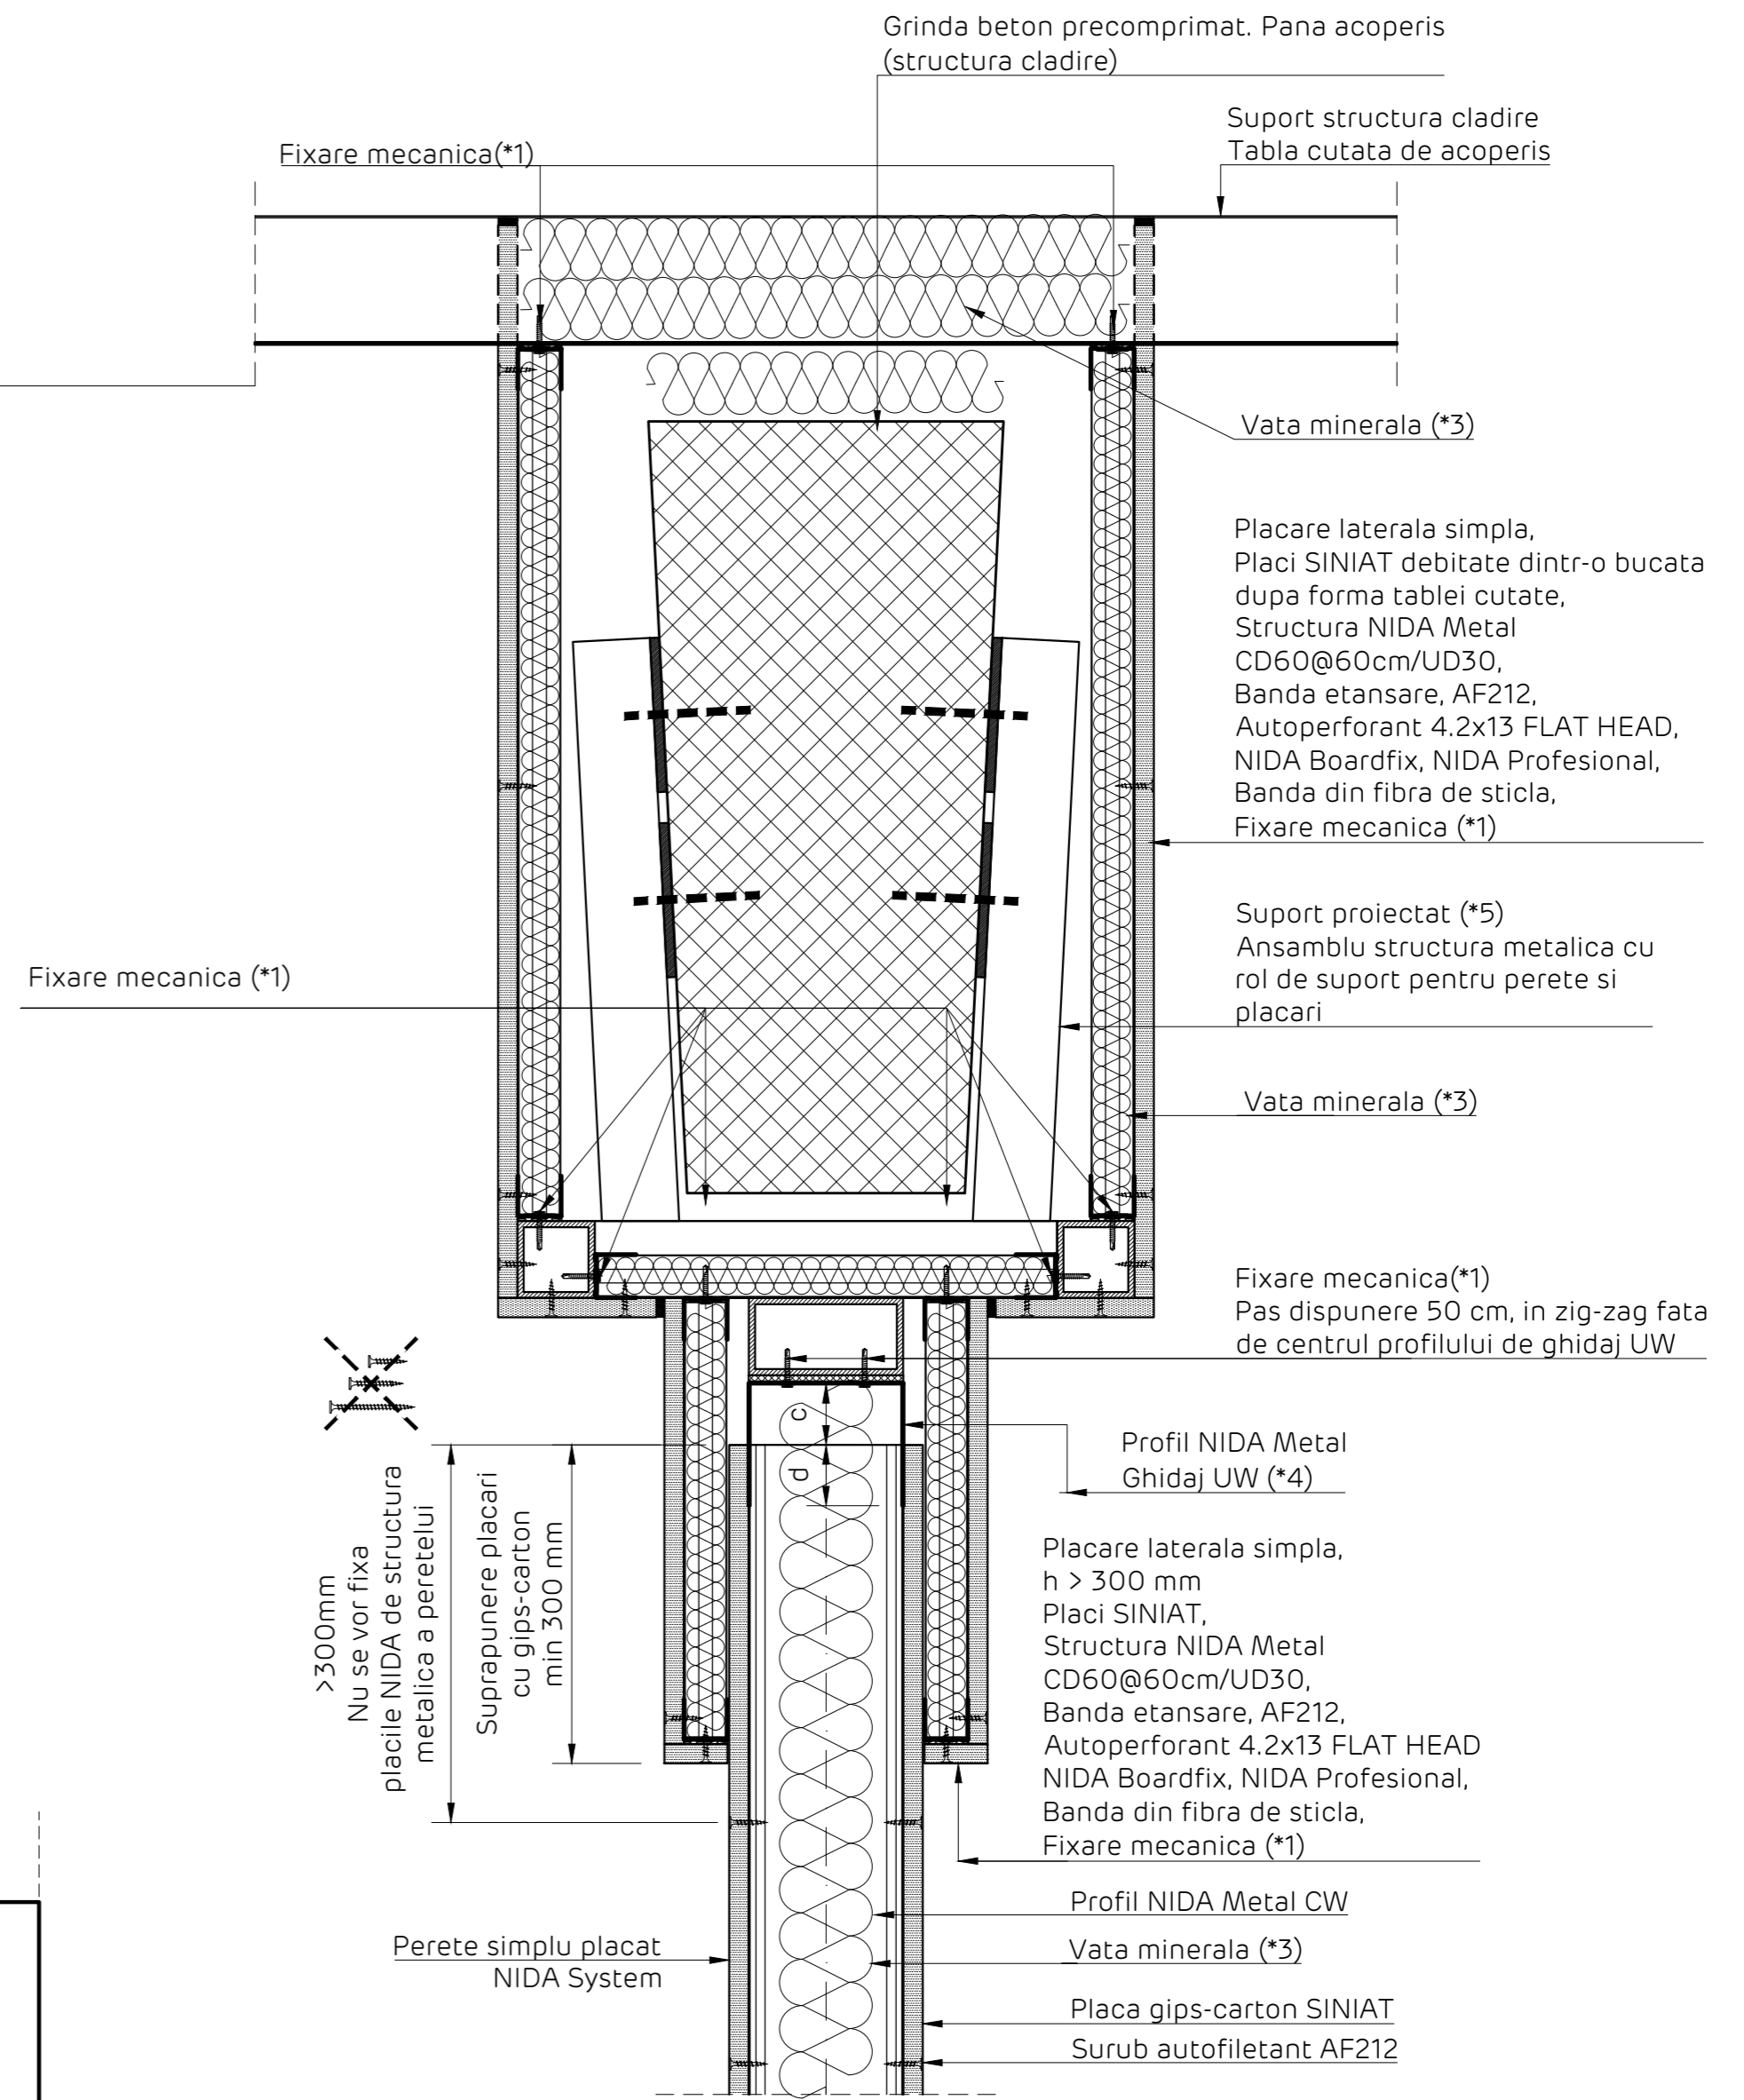 Grinda beton precomprimat. Pana acoperis
(structura cladire)
Suport structura cladire
Tabla cutata de acoperis
Fixare mecanica(*1)
Vata minerala (*3)
Placare laterala simpla,
Placi SINIAT debitate dintr-o bucata
dupa forma tablei cutate,
Structura NIDA Metal
CD60@60cm/UD30,
Banda etansare, AF212,
Autoperforant 4.2x13 FLAT HEAD,
NIDA Boardfix, NIDA Profesional,
Banda din fibra de sticla,
Fixare mecanica (*1)
Suport proiectat (*5)
Ansamblu structura metalica cu
rol de suport pentru perete si
placari
Fixare mecanica (*1)
Vata minerala (*3)
Fixare mecanica(*1)
Pas dispunere 50 cm, in zig-zag fata
de centrul profilului de ghidaj UW
c
d
Profil NIDA Metal
Ghidaj UW (*4)
>300mm
Nu se vor fixa
placile NIDA de structura
metalica a peretelui
Suprapunere placari
cu gips-carton
min 300 mm
Placare laterala simpla,
h > 300 mm
Placi SINIAT,
Structura NIDA Metal
CD60@60cm/UD30,
Banda etansare, AF212,
Autoperforant 4.2x13 FLAT HEAD
NIDA Boardfix, NIDA Profesional,
Banda din fibra de sticla,
Fixare mecanica (*1)
Profil NIDA Metal CW
Perete simplu placat
NIDA System
Vata minerala (*3)
Placa gips-carton SINIAT
Surub autofiletant AF212